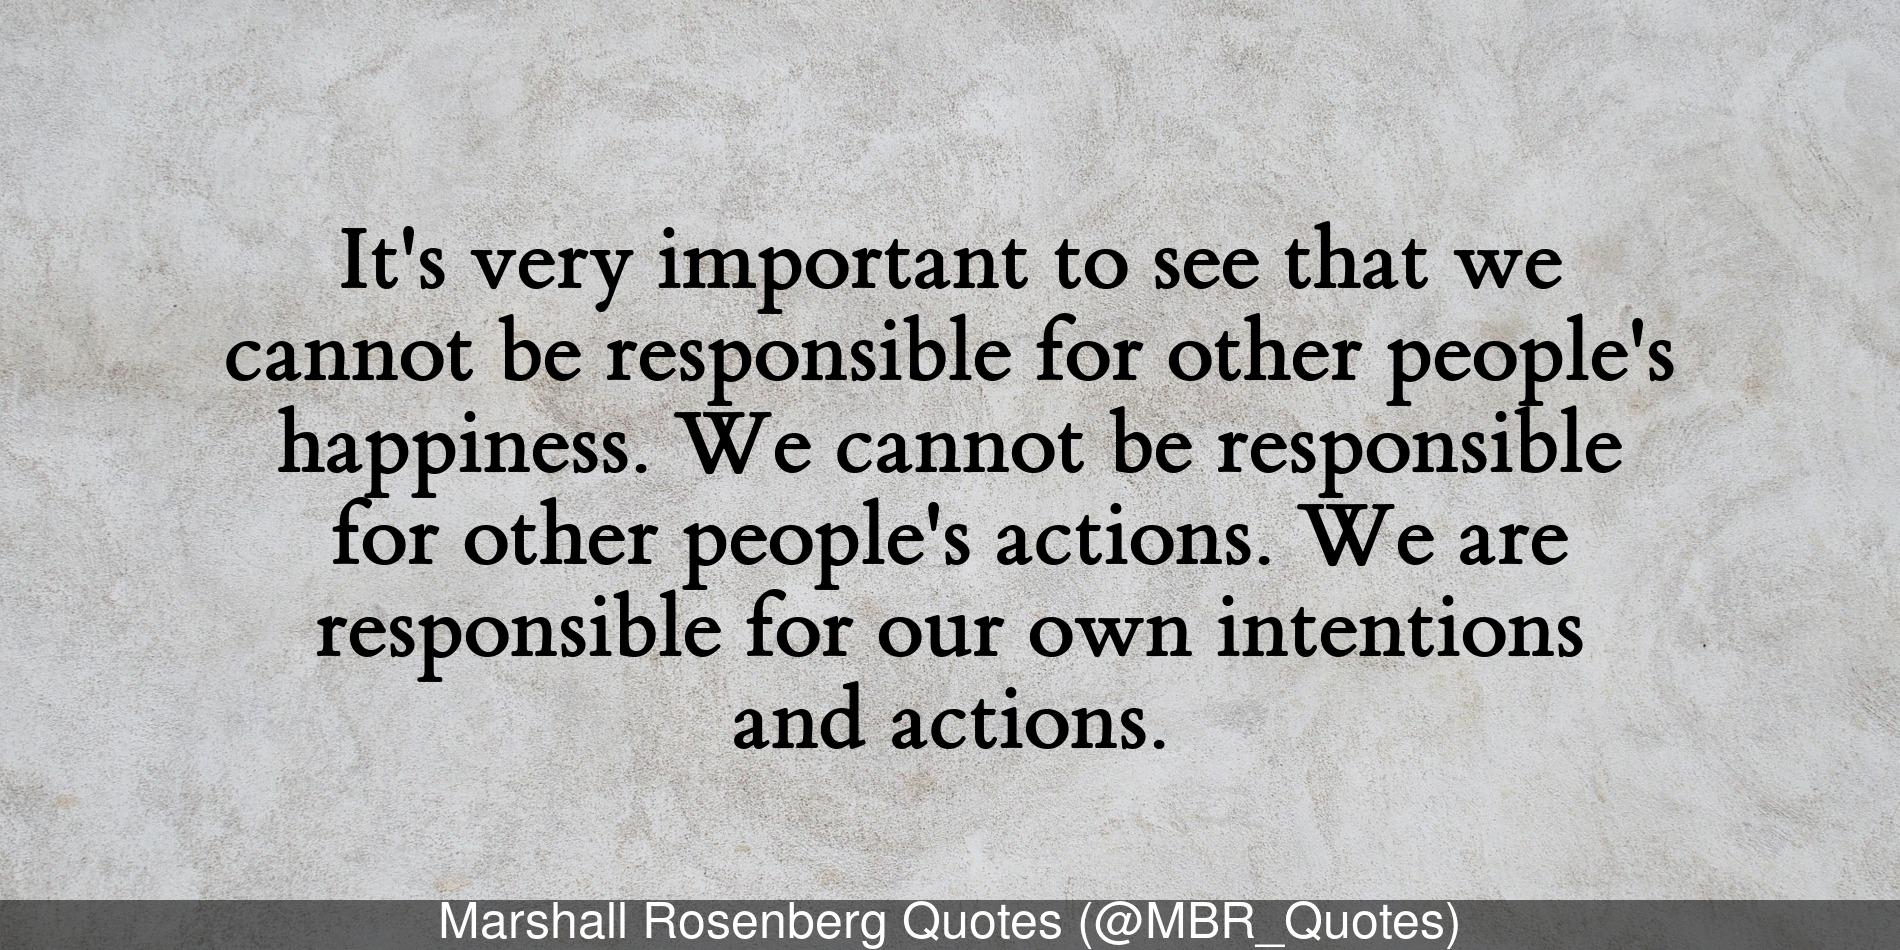 It's very important to see that we
cannot be responsible for other people's
happiness. We cannot be responsible
for other people's actions. We are
responsible for our own intentions
and actions.
Marshall Rosenberg Quotes (@MBR_Quotes)